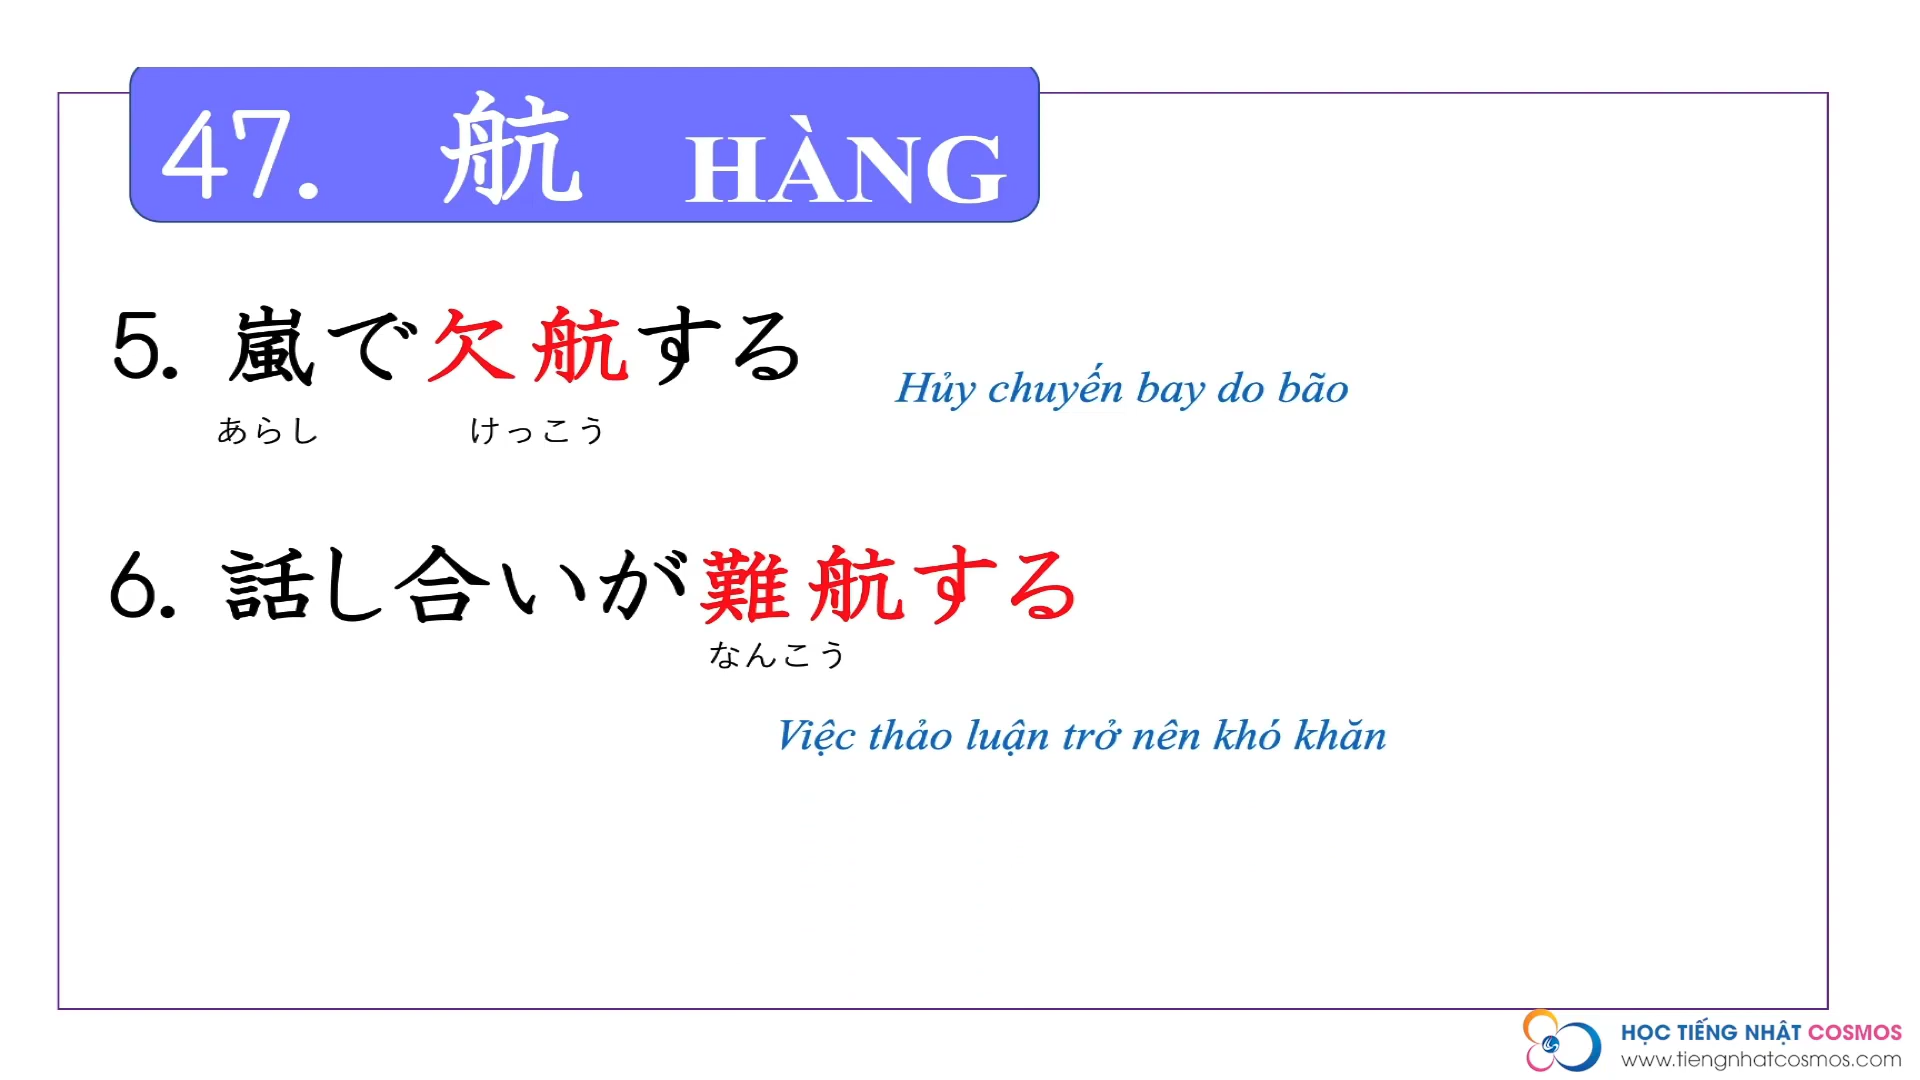 47. 航 HÀNG
5. 嵐で欠航する
あらし けっこう
Hủy chuyến bay do bão
6. 話し合いが難航する
なんこう
Việc thảo luận trở nên khó khăn
HỌC TIẾNG NHẬT COSMOS
www.tiengnhatcosmos.com